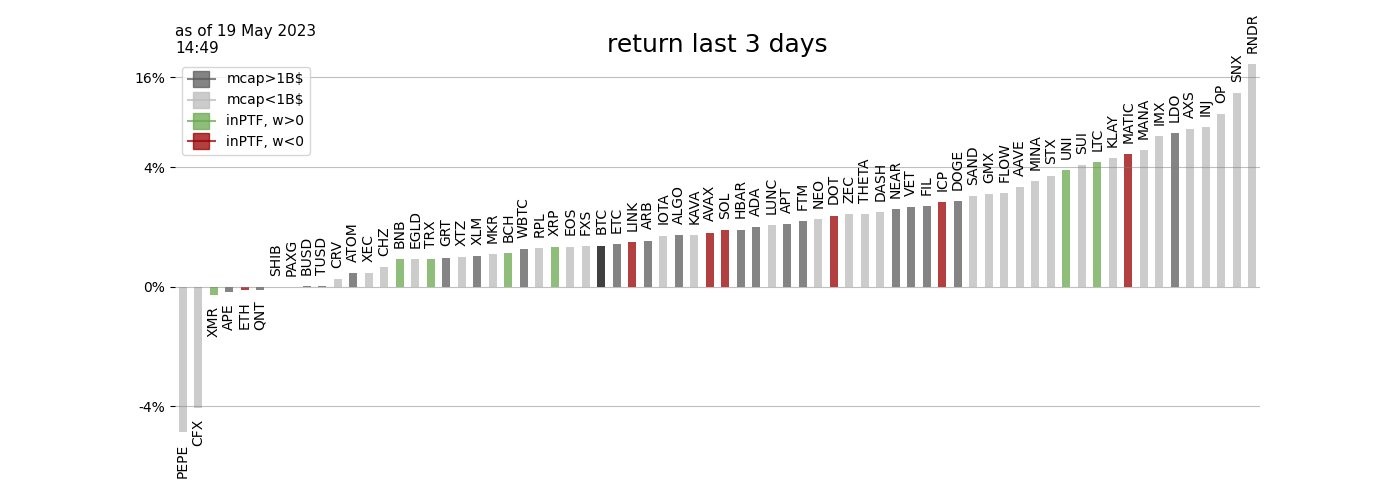 as of 19 May 2023
14:49
return last 3 days
mcap>1B$
mcap<1B$
inPTF, w>0
inPTF, w<0
16%
4%
0%
-4%
PEPE
CFX
XMR
APE
ETH
QNT
SHIB
PAXG
BUSD
TUSD
CRV
ATOM
XEC
CHZ
BNB
EGLD
TRX
GRT
XTZ
XLM
MKR
BCH
WBTC
RPL
XRP
EOS
FXS
BTC
ETC
LINK
ARB
IOTA
ALGO
KAVA
AVAX
SOL
HBAR
ADA
LUNC
APT
FTM
NEO
DOT
ZEC
THETA
DASH
NEAR
VET
FIL
ICP
DOGE
SAND
GMX
FLOW
AAVE
MINA
STX
UNI
SUI
LTC
KLAY
MATIC
MANA
IMX
LDO
AXS
INJ
OP
SNX
RNDR